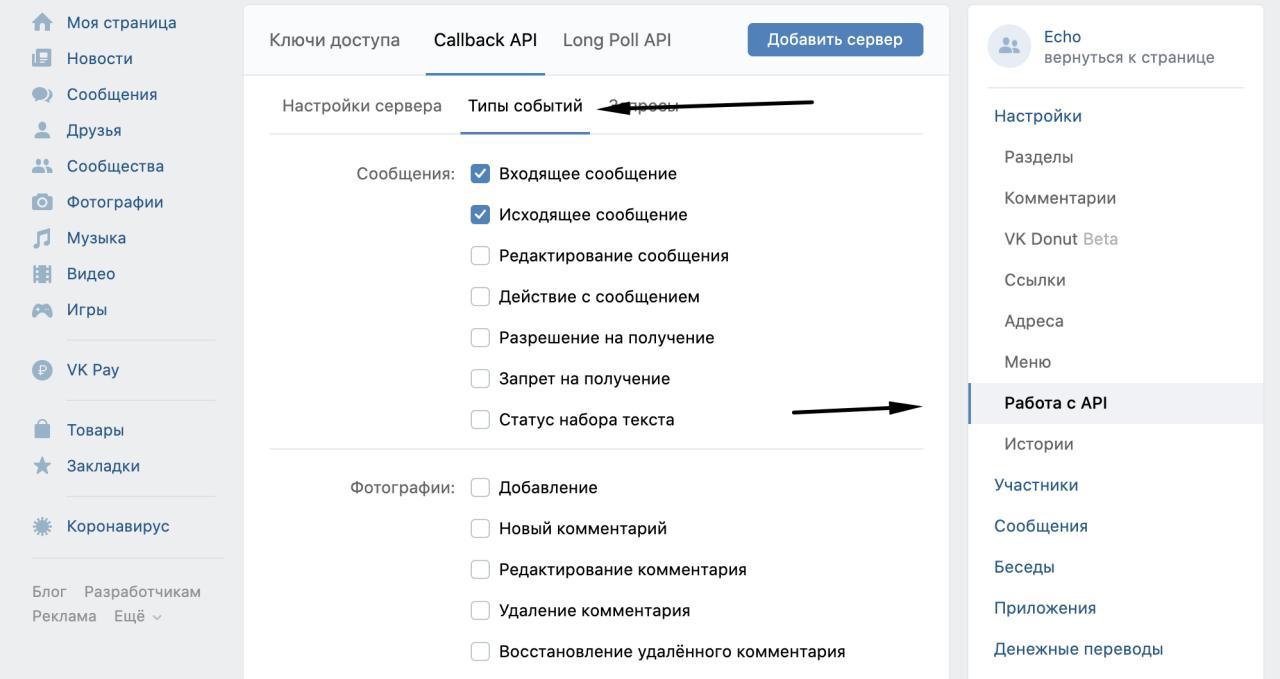 Моя страница
Новости
Сообщения
Друзья
Сообщества
Фотографии
Музыка
Видео
Игры
VK Pay
Товары
Закладки
Коронавирус
Блог Разработчикам
Реклама Ещё
Ключи доступа Callback API Long Poll API Добавить сервер
Настройки сервера Типы событий Запросы
Сообщения: Входящее сообщение
Исходящее сообщение
Редактирование сообщения
Действие с сообщением
Разрешение на получение
Запрет на получение
Статус набора текста
Фотографии: Добавление
Новый комментарий
Редактирование комментария
Удаление комментария
Восстановление удалённого комментария
Echo
вернуться к странице
Настройки
Разделы
Комментарии
VK Donut Beta
Ссылки
Адреса
Меню
Работа с API
Истории
Участники
Сообщения
Беседы
Приложения
Денежные переводы